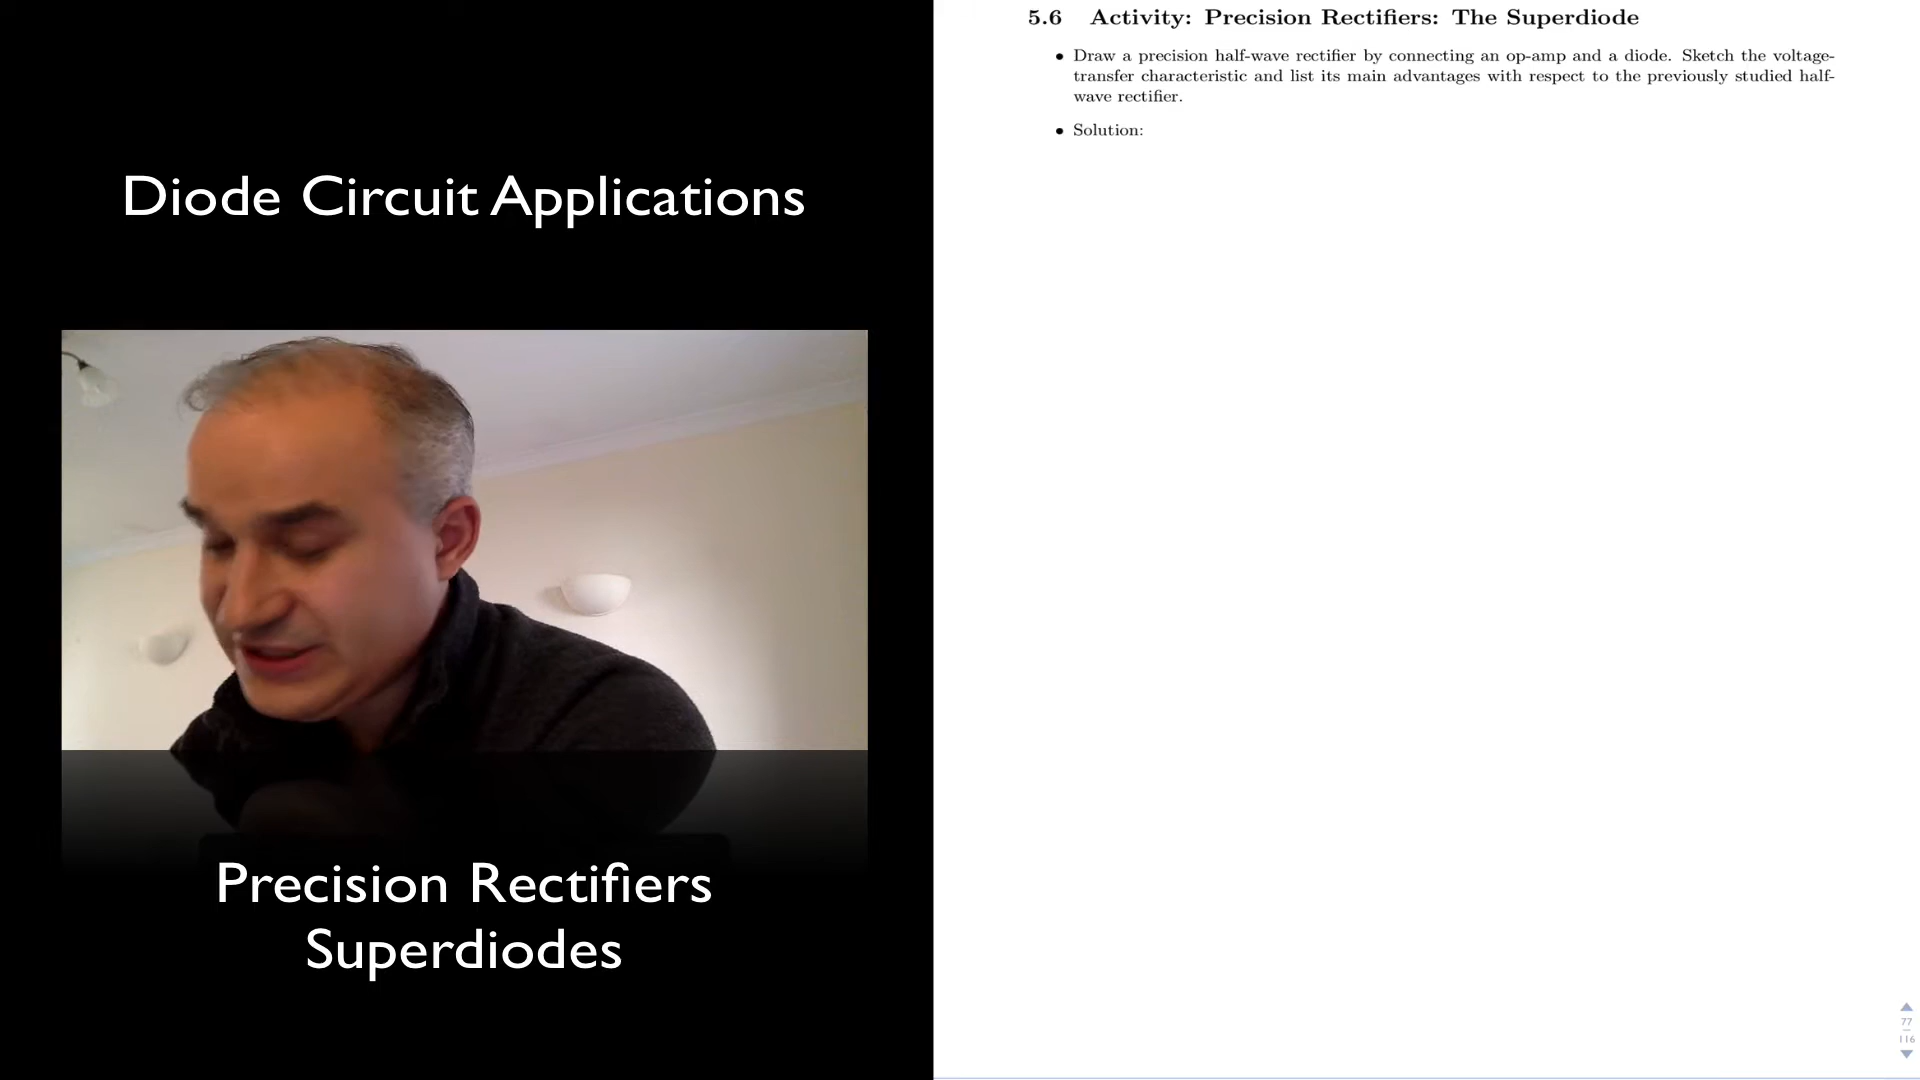 Diode Circuit Applications
Precision Rectifiers
Superdiodes
5.6 Activity: Precision Rectifiers: The Superdiode
• Draw a precision half-wave rectifier by connecting an op-amp and a diode. Sketch the voltage-
transfer characteristic and list its main advantages with respect to the previously studied half-
wave rectifier.
• Solution:
77
116